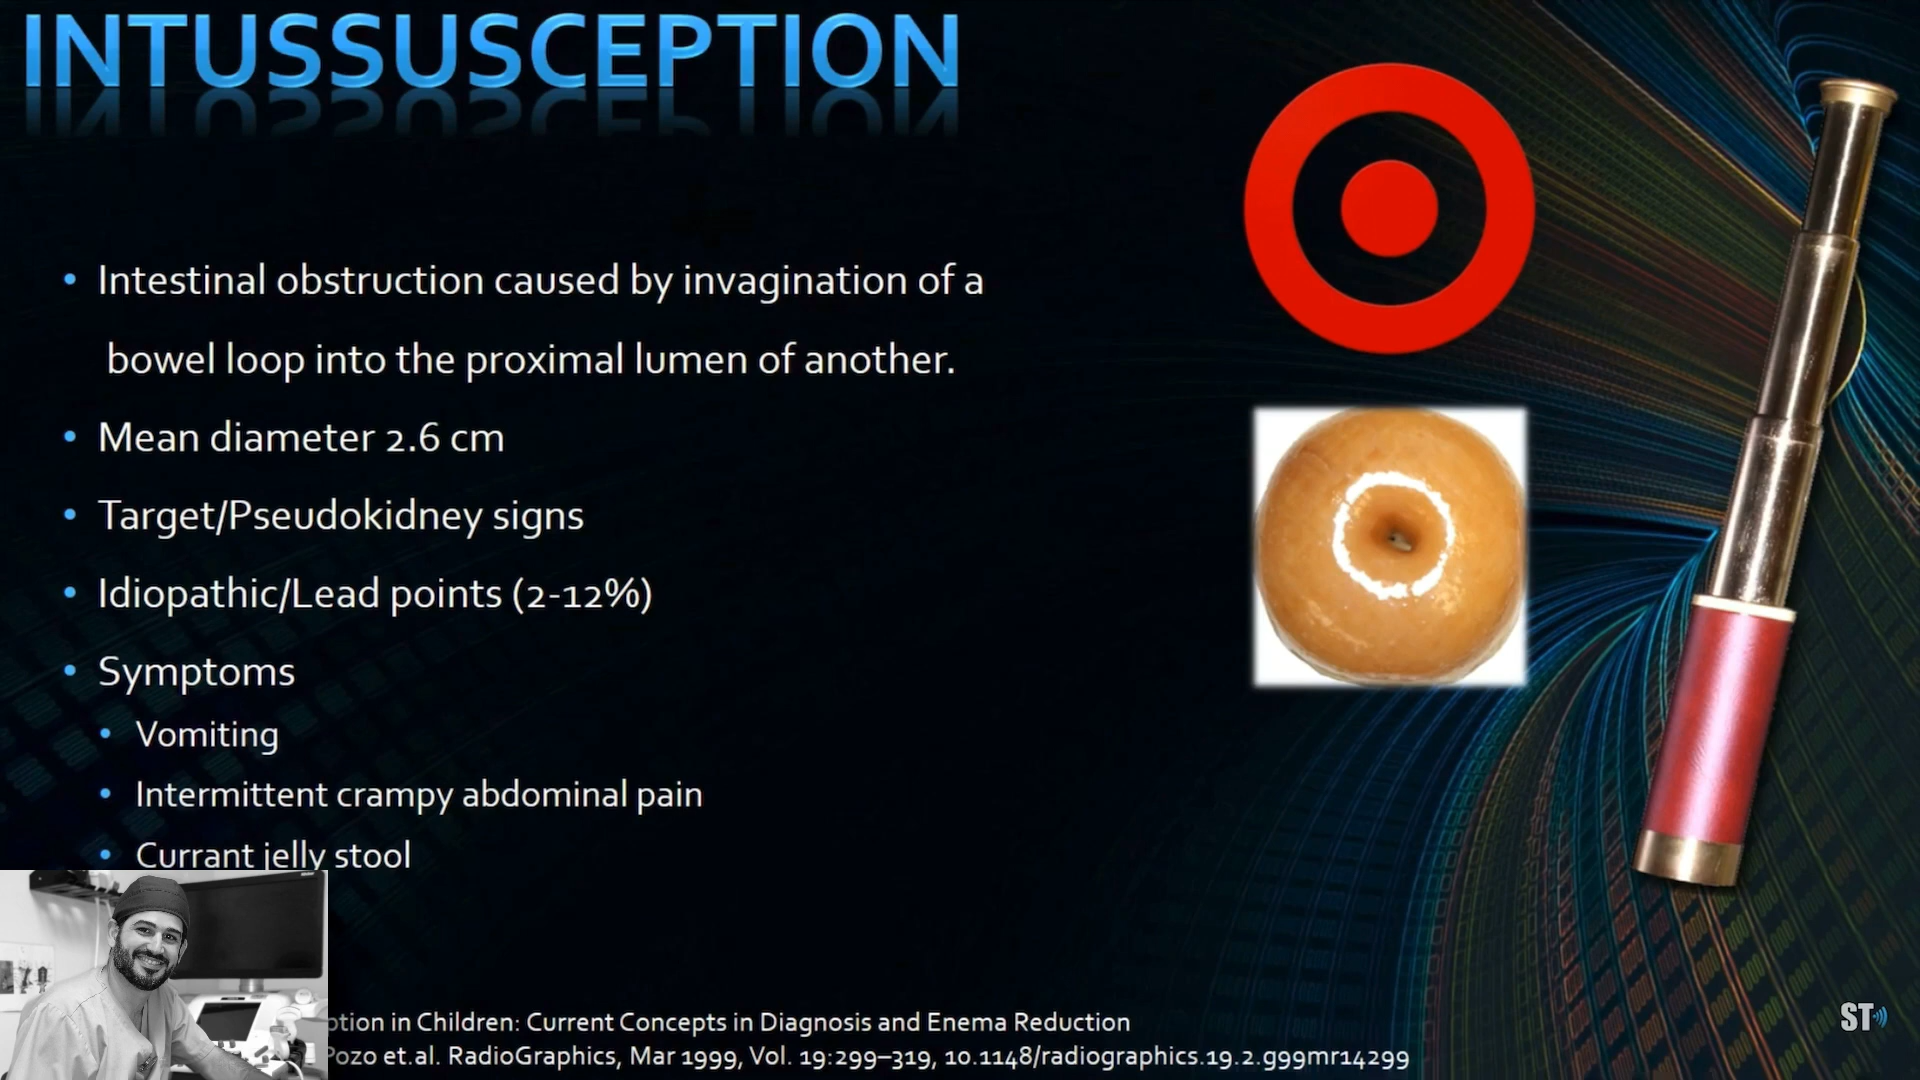 INTUSSUSCEPTION
• Intestinal obstruction caused by invagination of a
bowel loop into the proximal lumen of another.
• Mean diameter 2.6 cm
• Target/Pseudokidney signs
• Idiopathic/Lead points (2-12%)
• Symptoms
• Vomiting
• Intermittent crampy abdominal pain
• Currant jelly stool
in Children: Current Concepts in Diagnosis and Enema Reduction
Pozo et.al. RadioGraphics, Mar 1999, Vol. 19:299–319, 10.1148/radiographics.19.2.g99mr14299
ST